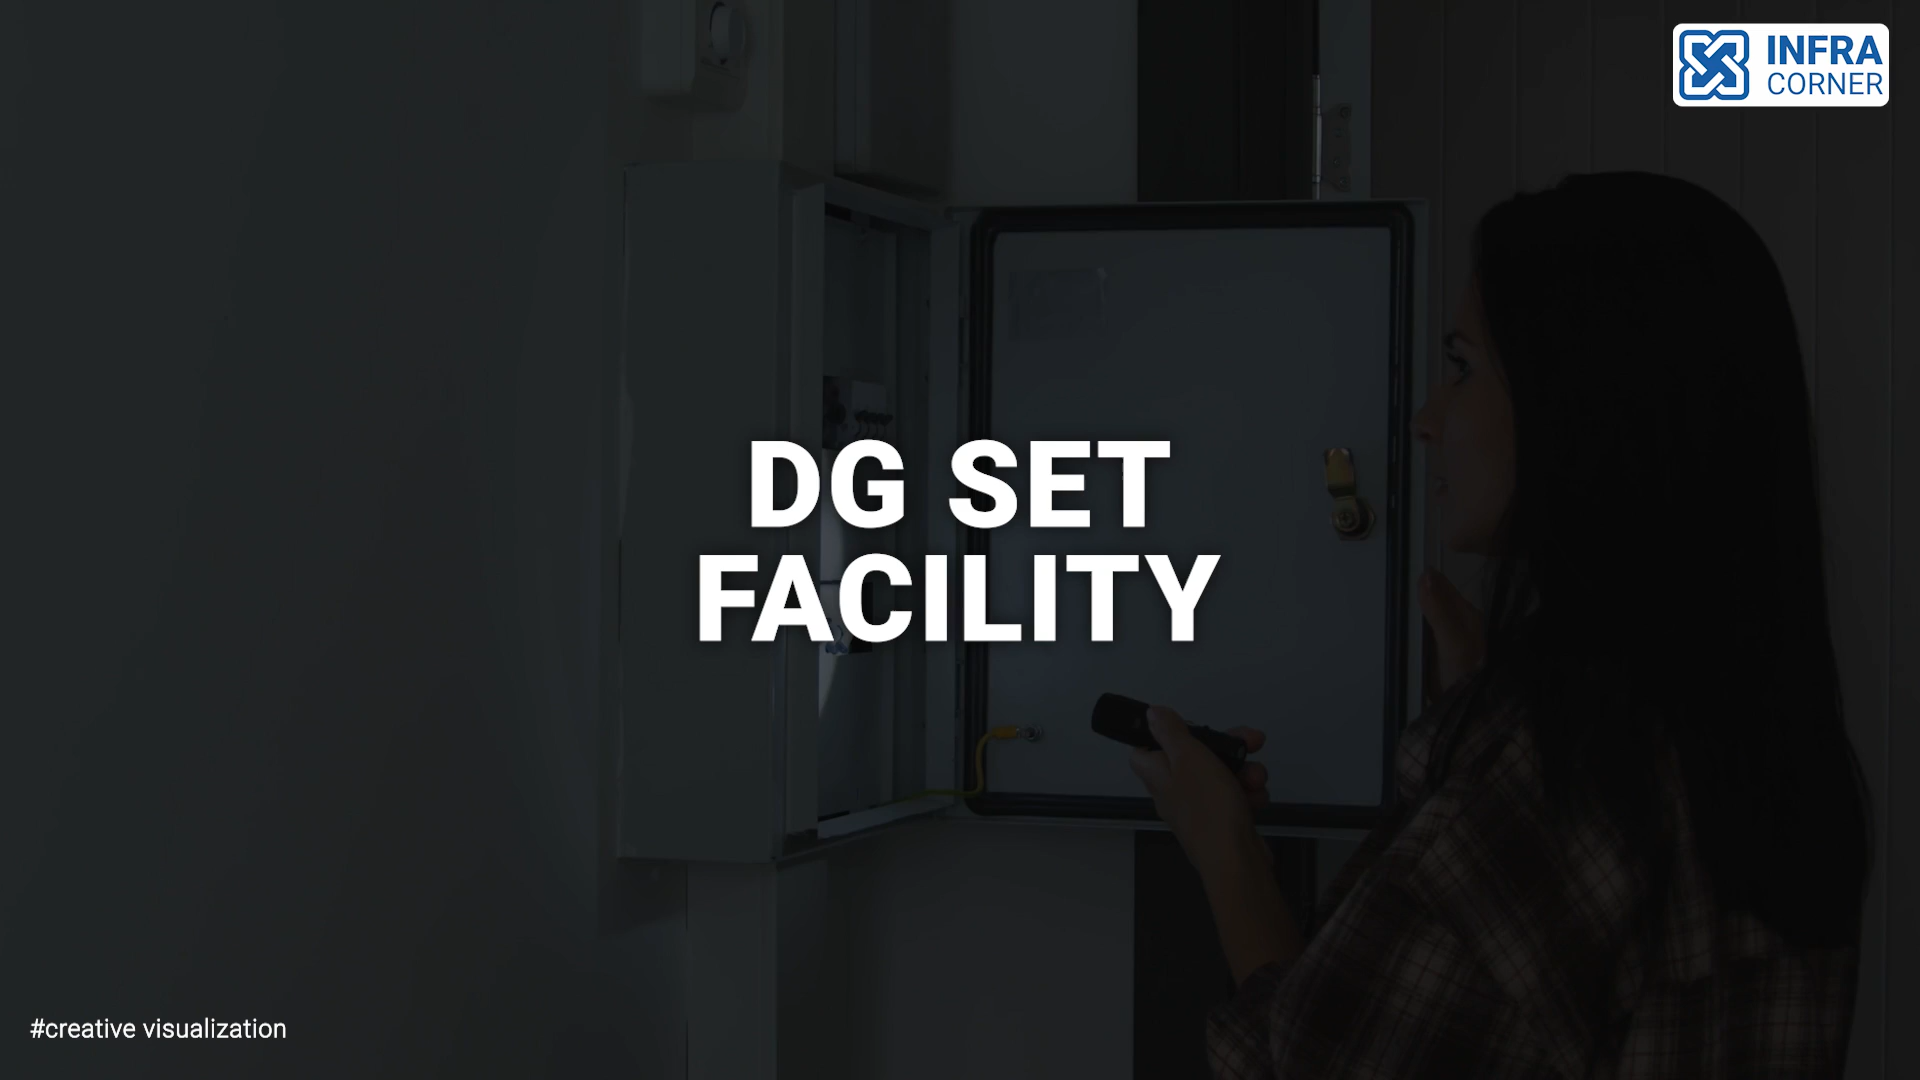 INFRA
CORNER
DG SET
FACILITY
#creative visualization